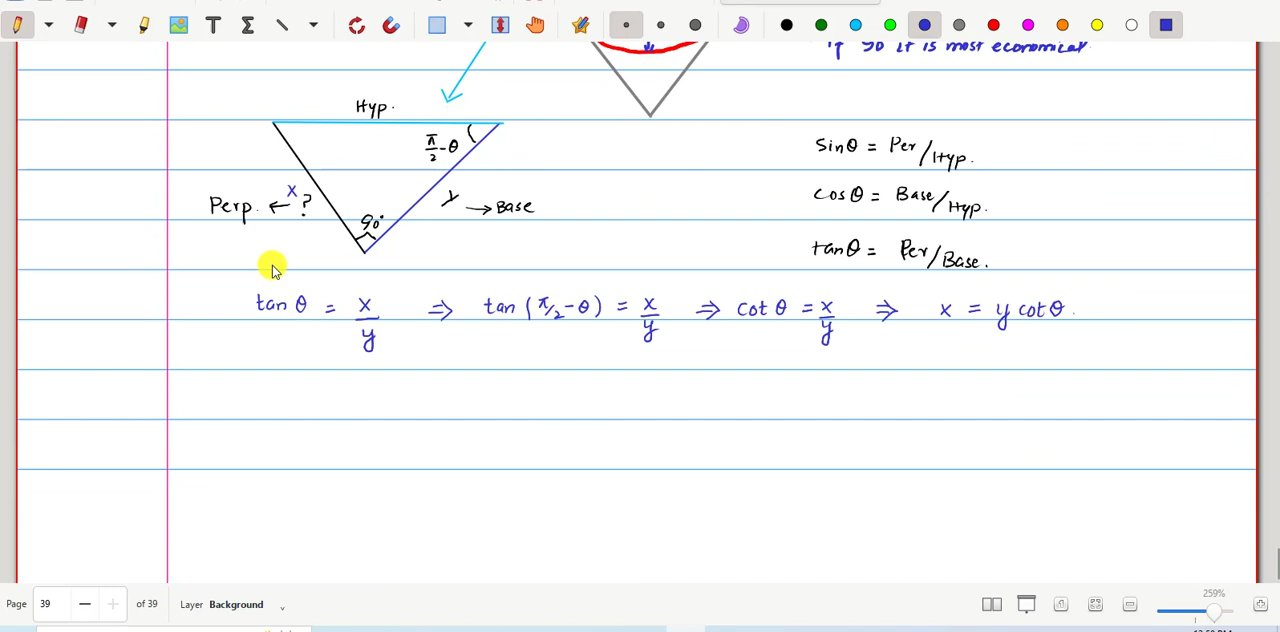 if 90 it is most economical
Hyp.
π/2 - θ
sinθ = Per/Hyp.
Perp. ← x ?
y → Base
cosθ = Base/Hyp.
90°
tanθ = Per/Base.
tan θ = x/y ⇒ tan (π/2 - θ) = x/y ⇒ cot θ = x/y ⇒ x = y cotθ.
Page 39 of 39 Layer Background 259%